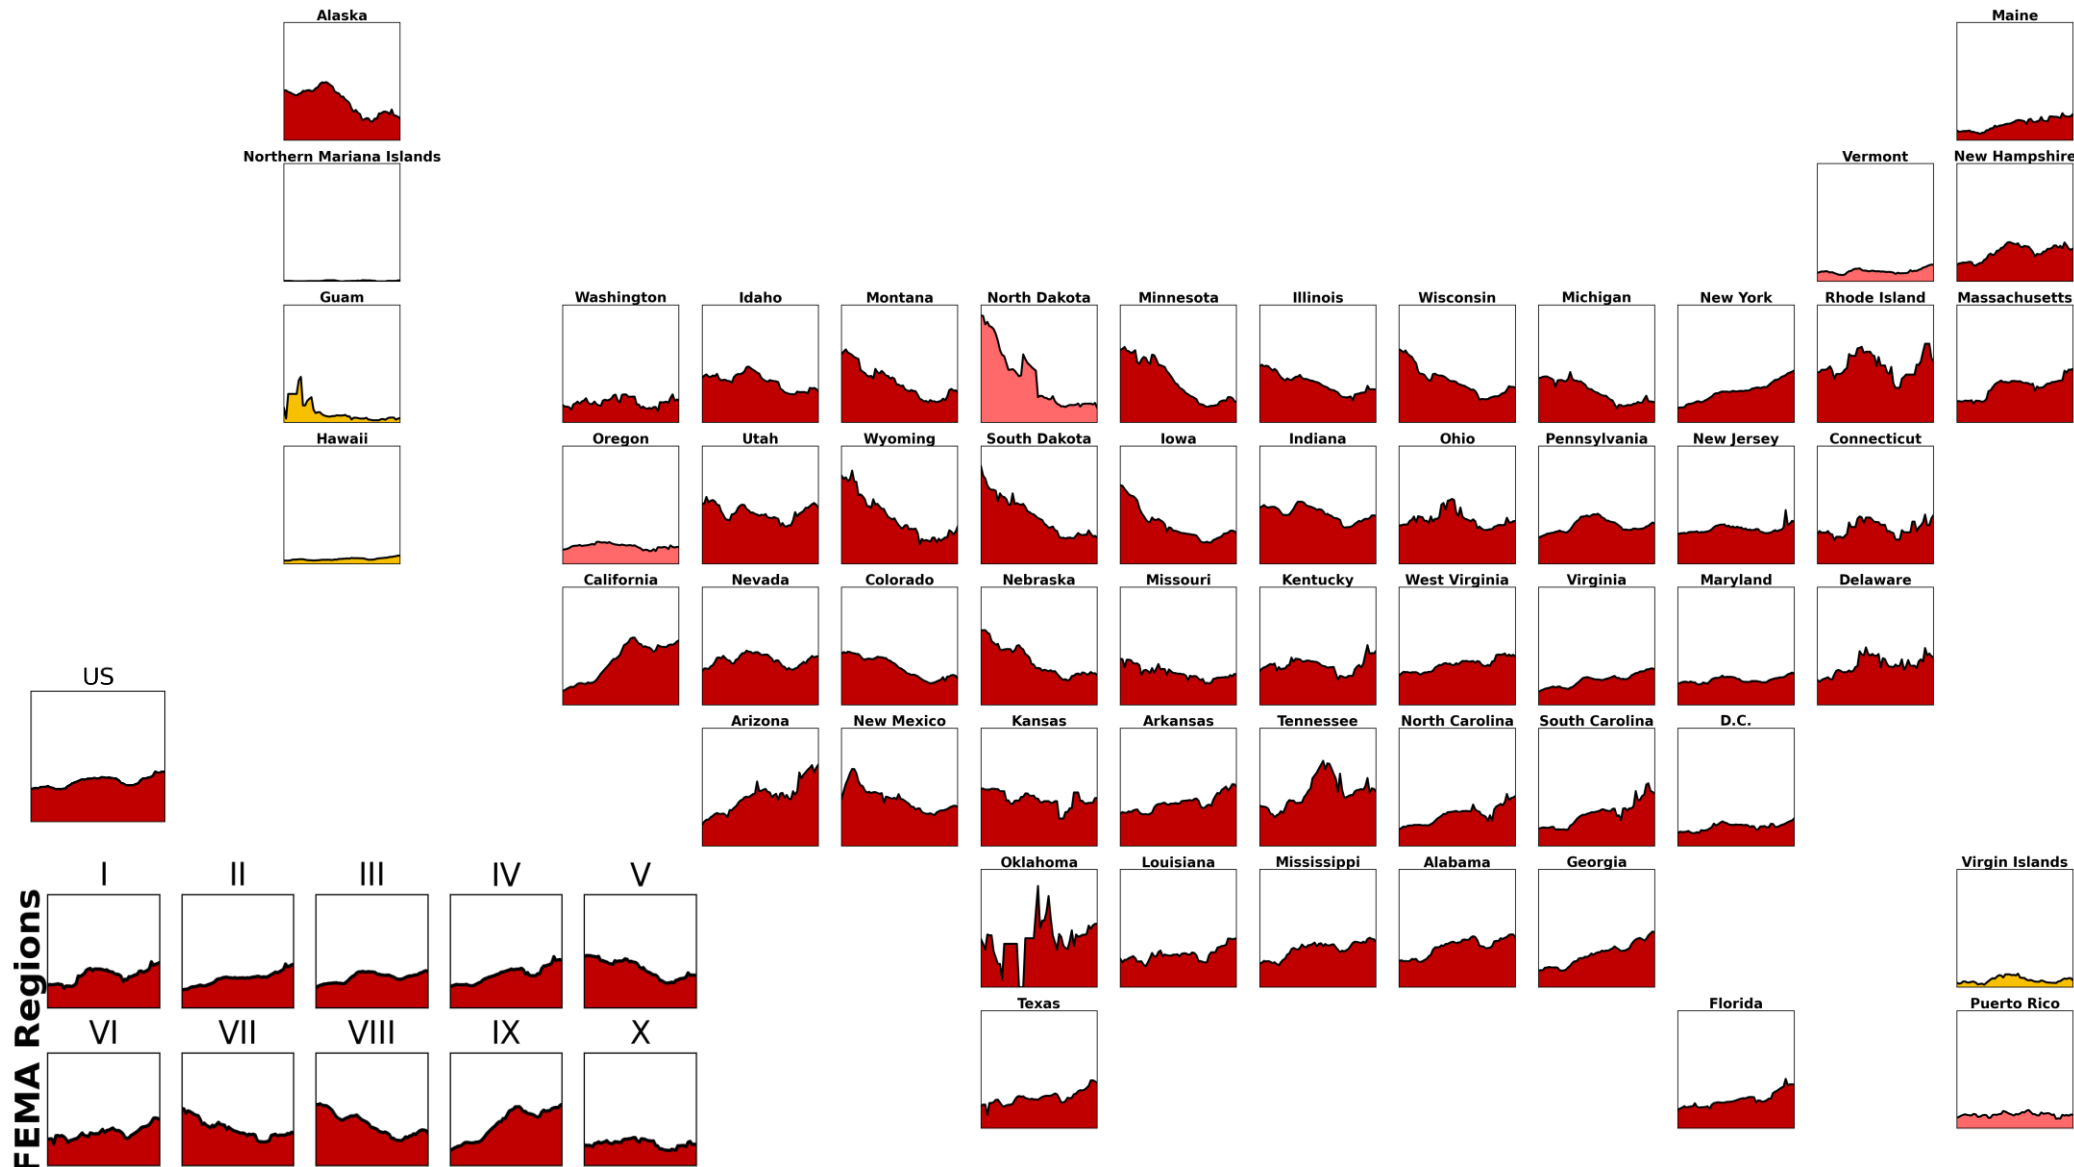 Alaska
Maine
Northern Mariana Islands
Vermont
New Hampshire
Guam
Washington
Idaho
Montana
North Dakota
Minnesota
Illinois
Wisconsin
Michigan
New York
Rhode Island
Massachusetts
Hawaii
Oregon
Utah
Wyoming
South Dakota
Iowa
Indiana
Ohio
Pennsylvania
New Jersey
Connecticut
California
Nevada
Colorado
Nebraska
Missouri
Kentucky
West Virginia
Virginia
Maryland
Delaware
US
Arizona
New Mexico
Kansas
Arkansas
Tennessee
North Carolina
South Carolina
D.C.
Oklahoma
Louisiana
Mississippi
Alabama
Georgia
Virgin Islands
FEMA Regions
I
II
III
IV
V
Texas
Florida
Puerto Rico
VI
VII
VIII
IX
X